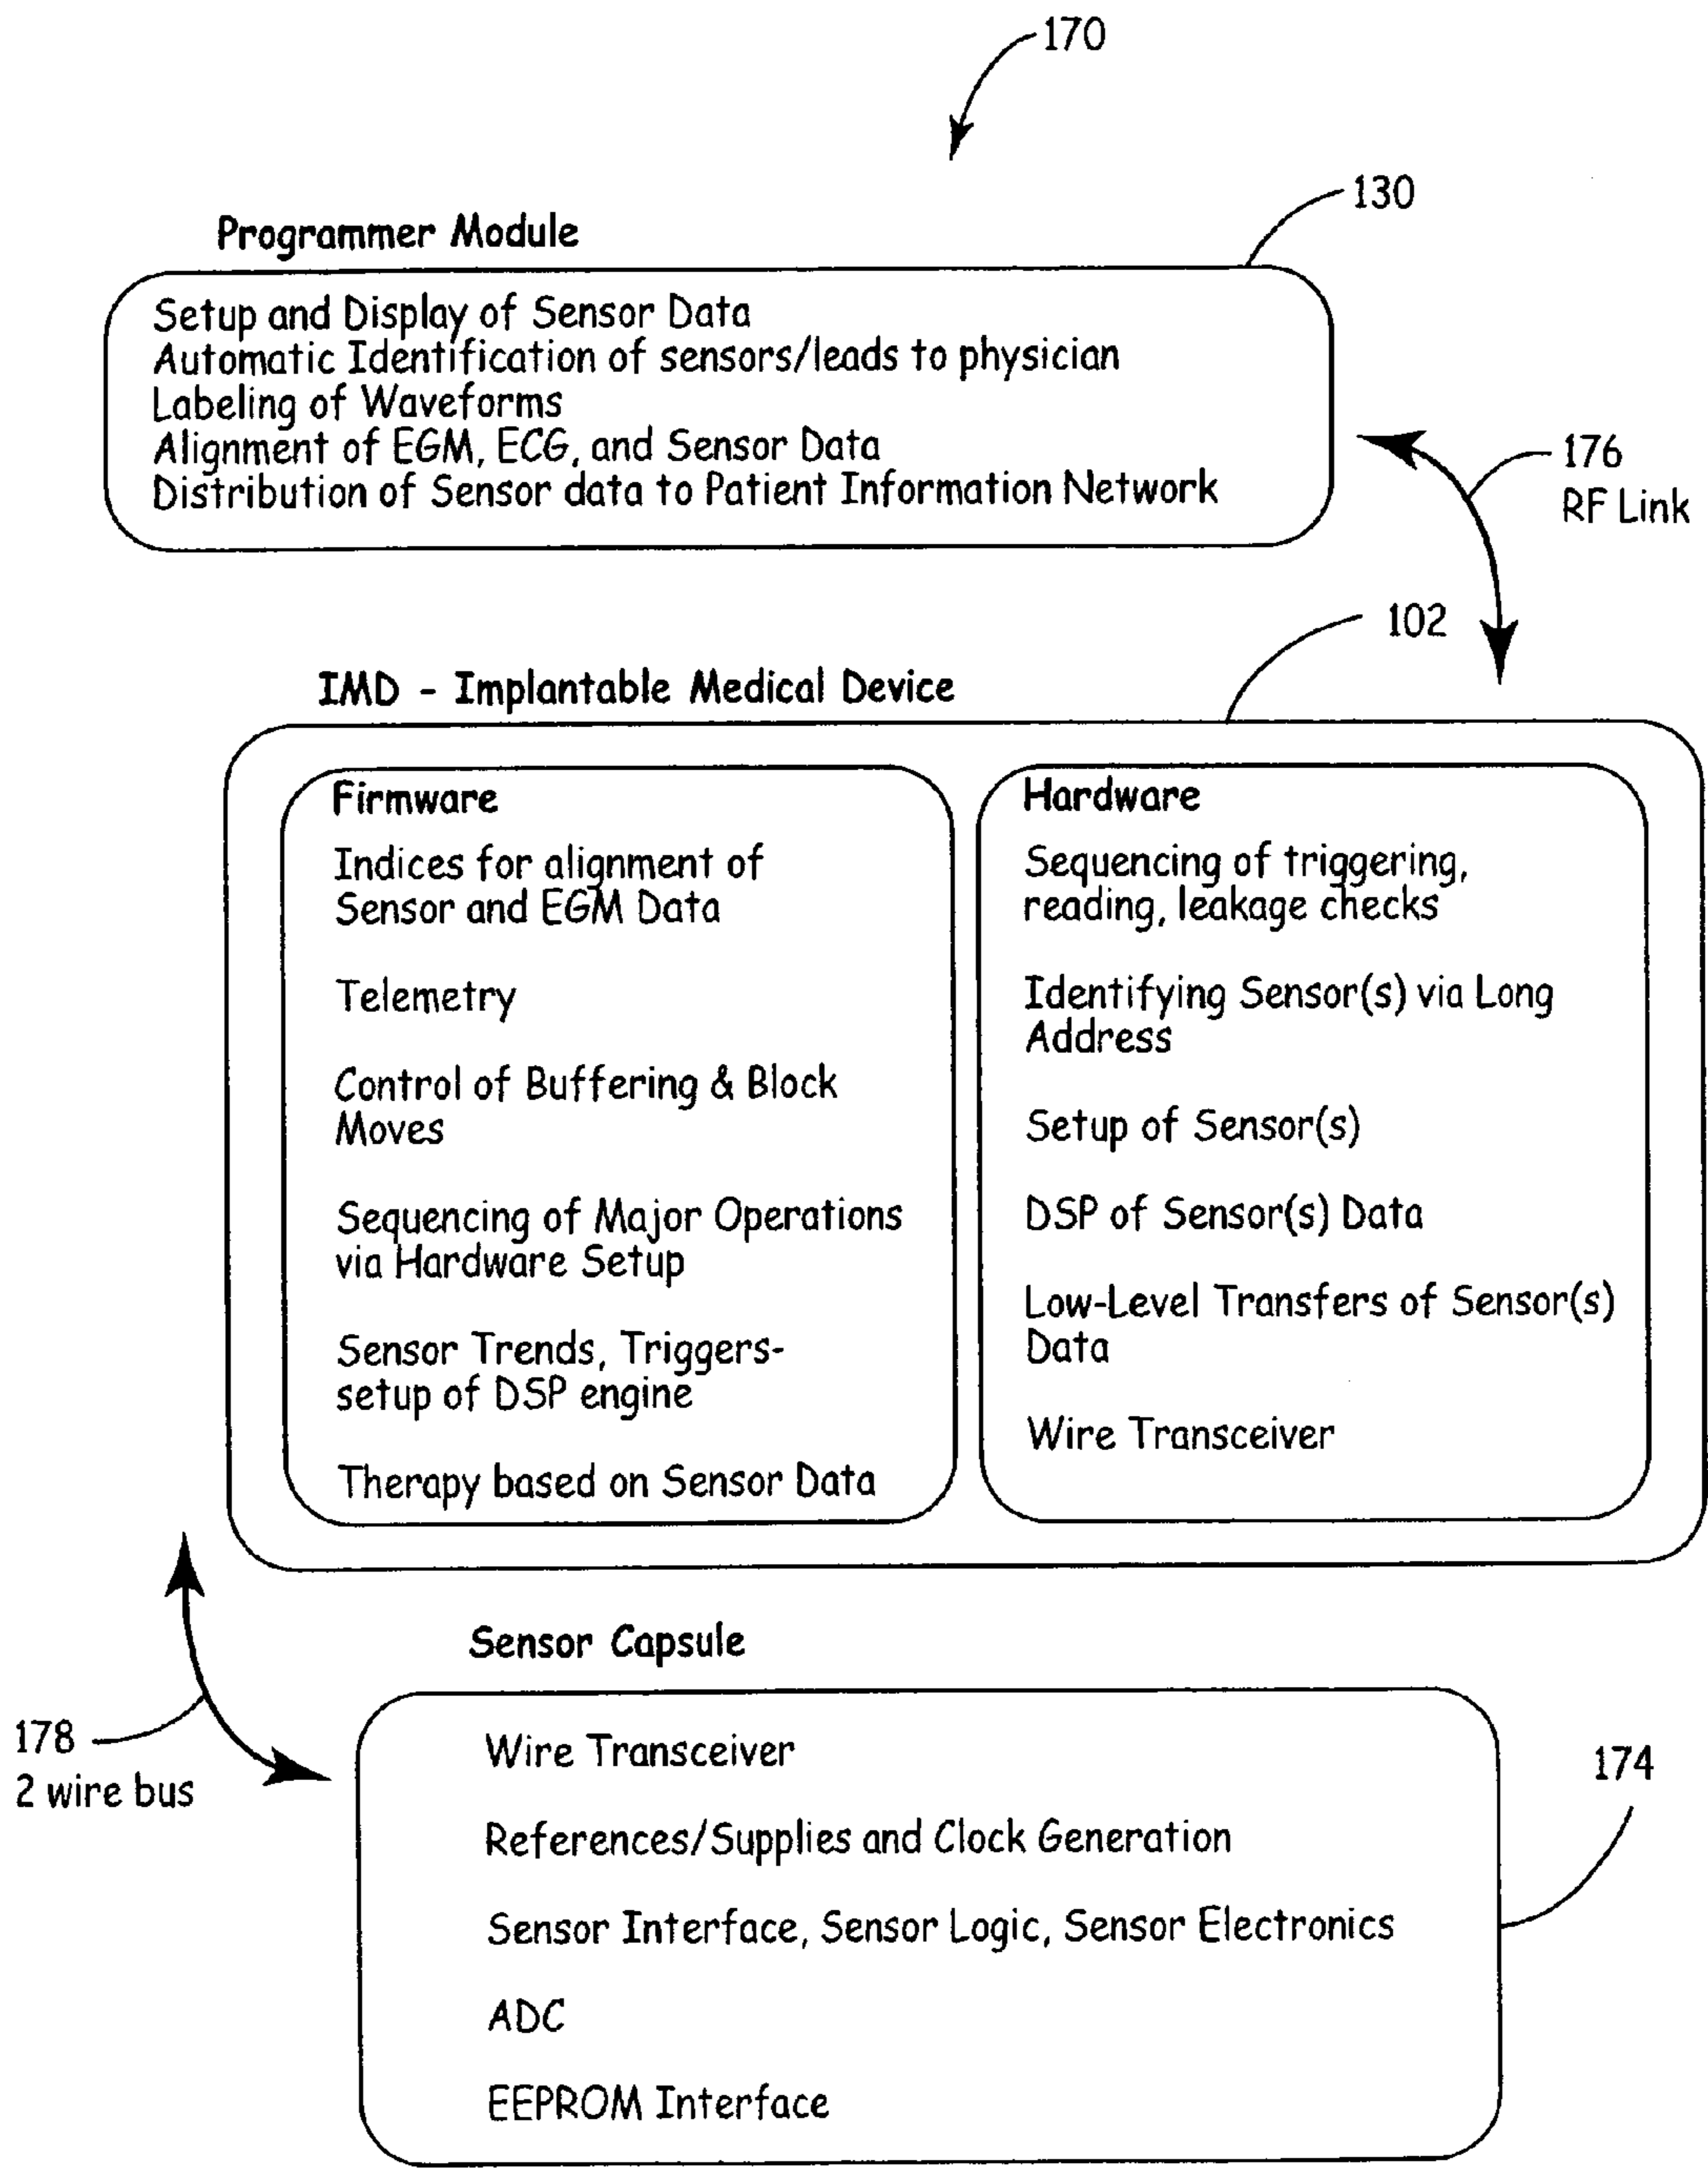 170
130
Programmer Module
Setup and Display of Sensor Data
Automatic Identification of sensors/leads to physician
Labeling of Waveforms
Alignment of EGM, ECG, and Sensor Data
Distribution of Sensor data to Patient Information Network
176
RF Link
102
IMD - Implantable Medical Device
Firmware
Indices for alignment of
Sensor and EGM Data
Telemetry
Control of Buffering & Block
Moves
Sequencing of Major Operations
via Hardware Setup
Sensor Trends, Triggers-
setup of DSP engine
Therapy based on Sensor Data
Hardware
Sequencing of triggering,
reading, leakage checks
Identifying Sensor(s) via Long
Address
Setup of Sensor(s)
DSP of Sensor(s) Data
Low-Level Transfers of Sensor(s)
Data
Wire Transceiver
178
2 wire bus
Sensor Capsule
174
Wire Transceiver
References/Supplies and Clock Generation
Sensor Interface, Sensor Logic, Sensor Electronics
ADC
EEPROM Interface